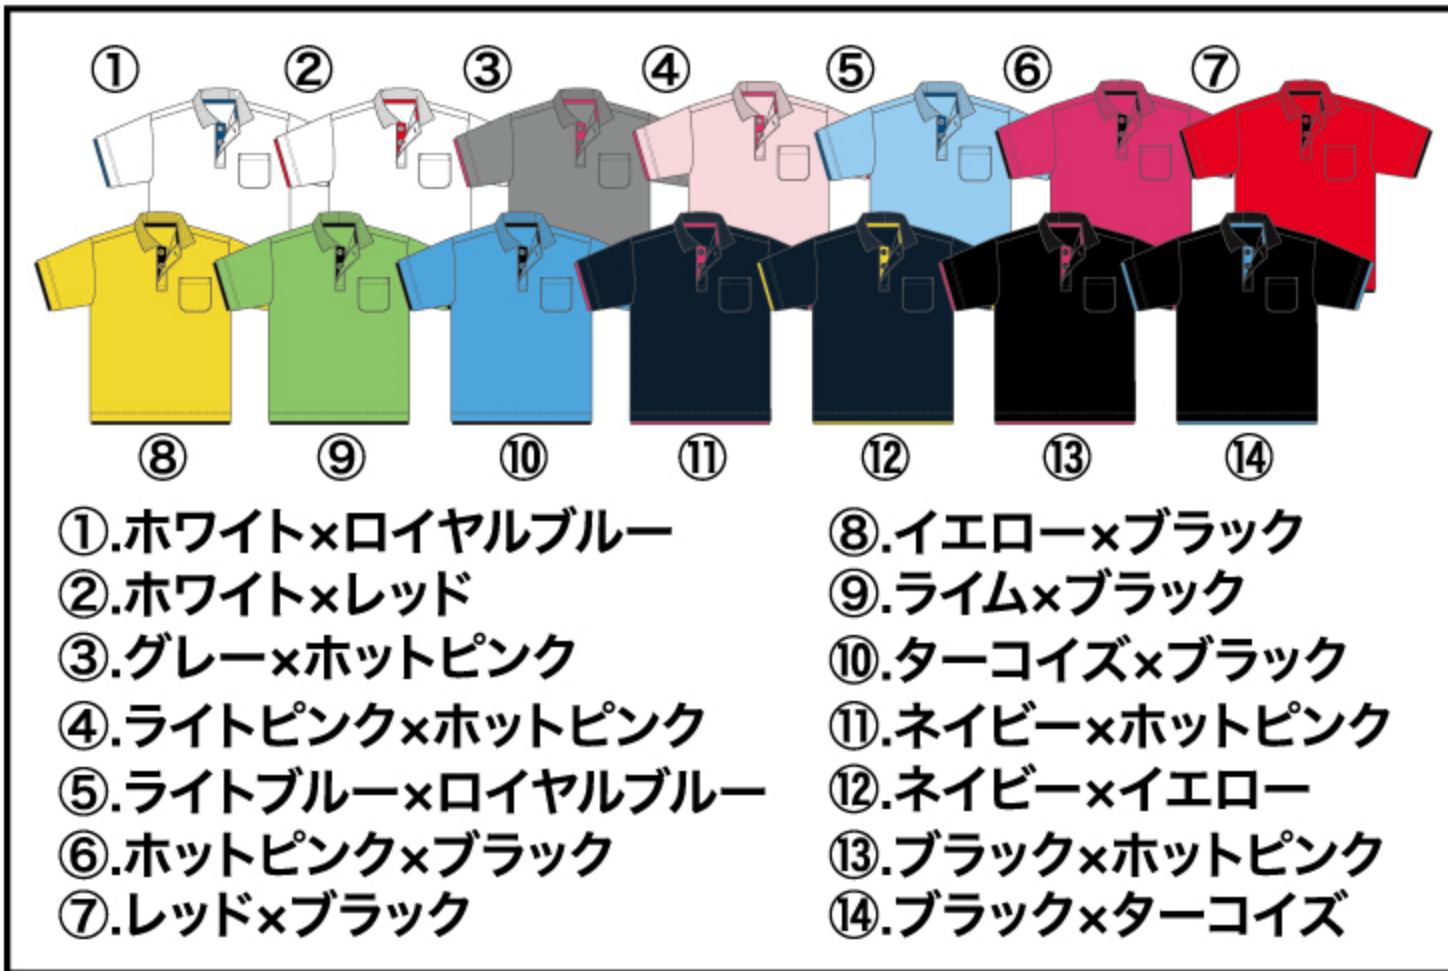 ① ② ③ ④ ⑤ ⑥ ⑦
⑧ ⑨ ⑩ ⑪ ⑫ ⑬ ⑭
①.ホワイト×ロイヤルブルー
②.ホワイト×レッド
③.グレー×ホットピンク
④.ライトピンク×ホットピンク
⑤.ライトブルー×ロイヤルブルー
⑥.ホットピンク×ブラック
⑦.レッド×ブラック
⑧.イエロー×ブラック
⑨.ライム×ブラック
⑩.ターコイズ×ブラック
⑪.ネイビー×ホットピンク
⑫.ネイビー×イエロー
⑬.ブラック×ホットピンク
⑭.ブラック×ターコイズ